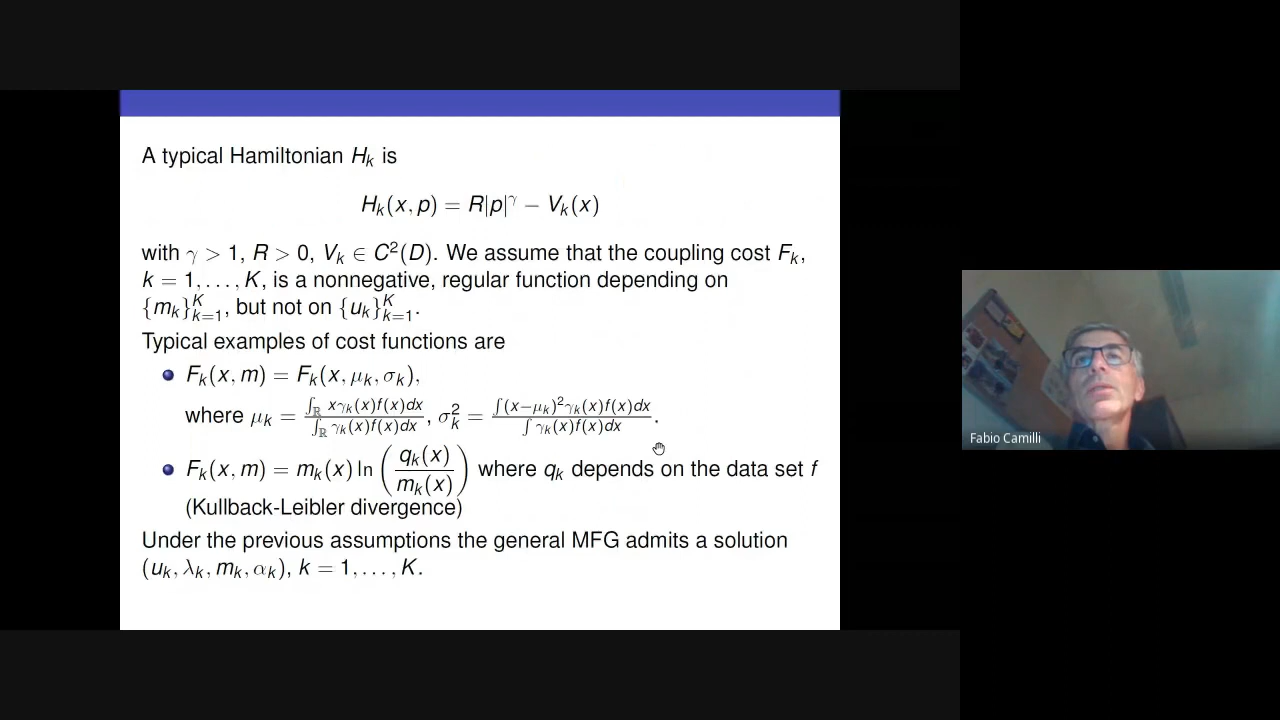 A typical Hamiltonian H_k is
H_k(x, p) = R|p|^γ − V_k(x)
with γ > 1, R > 0, V_k ∈ C²(D). We assume that the coupling cost F_k,
k = 1, . . . , K, is a nonnegative, regular function depending on
{m_k}_{k=1}^K, but not on {u_k}_{k=1}^K.
Typical examples of cost functions are
F_k(x, m) = F_k(x, μ_k, σ_k),
where μ_k = ∫_ℝ xγ_k(x)f(x)dx / ∫_ℝ γ_k(x)f(x)dx, σ_k² = ∫(x−μ_k)²γ_k(x)f(x)dx / ∫ γ_k(x)f(x)dx.
F_k(x, m) = m_k(x) ln (q_k(x) / m_k(x)) where q_k depends on the data set f
(Kullback-Leibler divergence)
Under the previous assumptions the general MFG admits a solution
(u_k, λ_k, m_k, α_k), k = 1, . . . , K.
Fabio Camilli